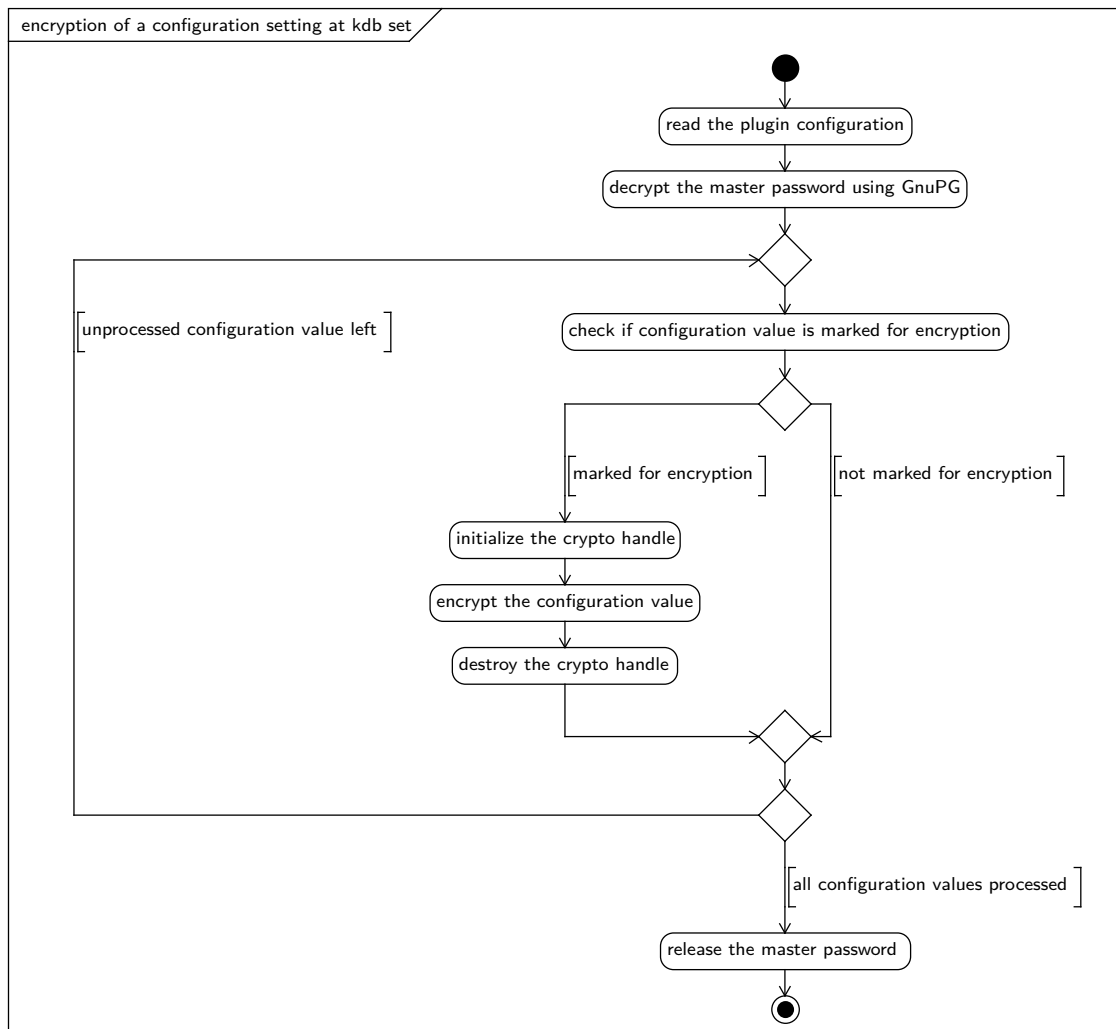 encryption of a configuration setting at kdb set
read the plugin configuration
decrypt the master password using GnuPG
[unprocessed configuration value left ]
check if configuration value is marked for encryption
[marked for encryption ]
[not marked for encryption ]
initialize the crypto handle
encrypt the configuration value
destroy the crypto handle
[all configuration values processed ]
release the master password